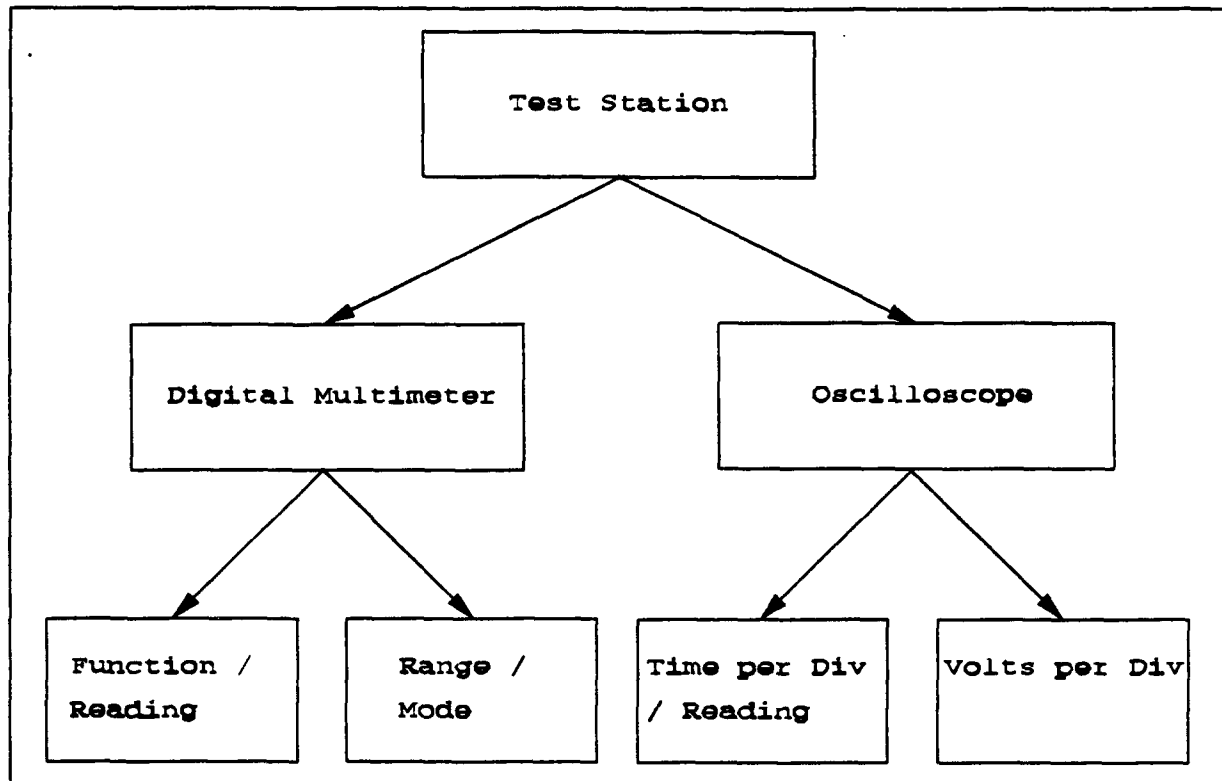 Test Station
Digital Multimeter
Oscilloscope
Function /
Reading
Range /
Mode
Time per Div
/ Reading
Volts per Div